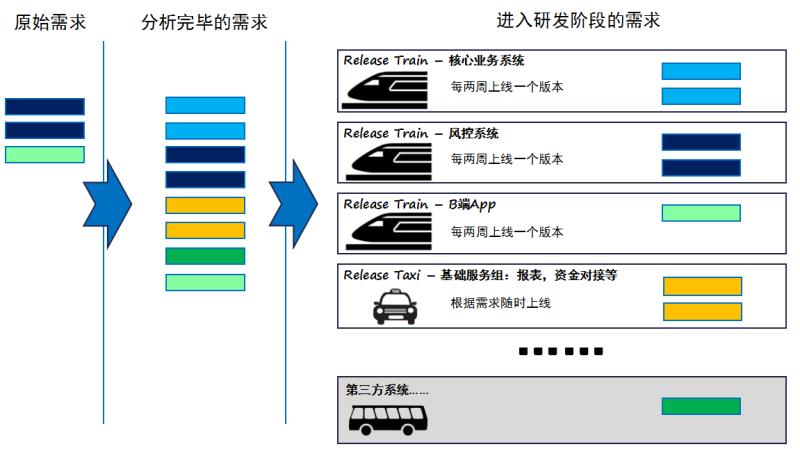 原始需求
分析完毕的需求
进入研发阶段的需求
Release Train – 核心业务系统
每两周上线一个版本
Release Train – 风控系统
每两周上线一个版本
Release Train – B端App
每两周上线一个版本
Release Taxi – 基础服务组：报表，资金对接等
根据需求随时上线
第三方系统……